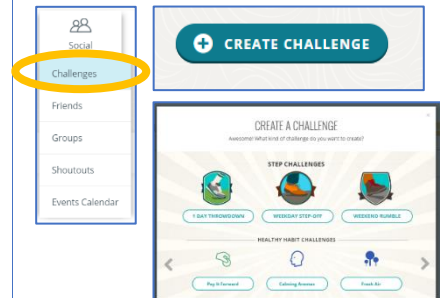 Social
Challenges
Friends
Groups
Shoutouts
Events Calendar
CREATE CHALLENGE
CREATE A CHALLENGE
Awesome! What kind of challenge do you want to create?
STEP CHALLENGES
1-DAY THROWDOWN
WEEKDAY STEP-OFF
WEEKEND RUMBLE
HEALTHY HABIT CHALLENGES
Pay It Forward
Calming Avenues
Fresh Air